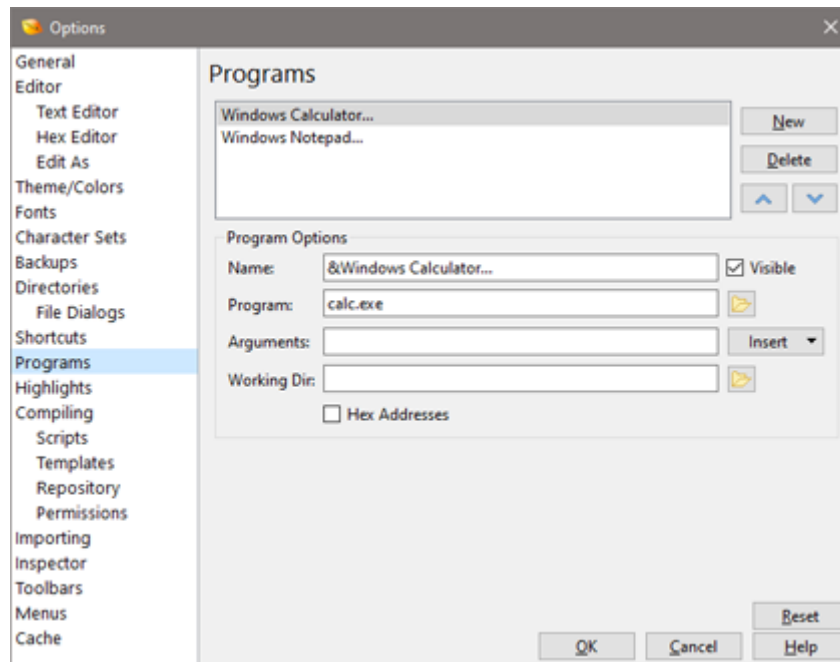 Options
General
Editor
Text Editor
Hex Editor
Edit As
Theme/Colors
Fonts
Character Sets
Backups
Directories
File Dialogs
Shortcuts
Programs
Highlights
Compiling
Scripts
Templates
Repository
Permissions
Importing
Inspector
Toolbars
Menus
Cache
Programs
Windows Calculator...
Windows Notepad...
New
Delete
Program Options
Name: &Windows Calculator... Visible
Program: calc.exe
Arguments: Insert
Working Dir:
Hex Addresses
Reset
OK Cancel Help